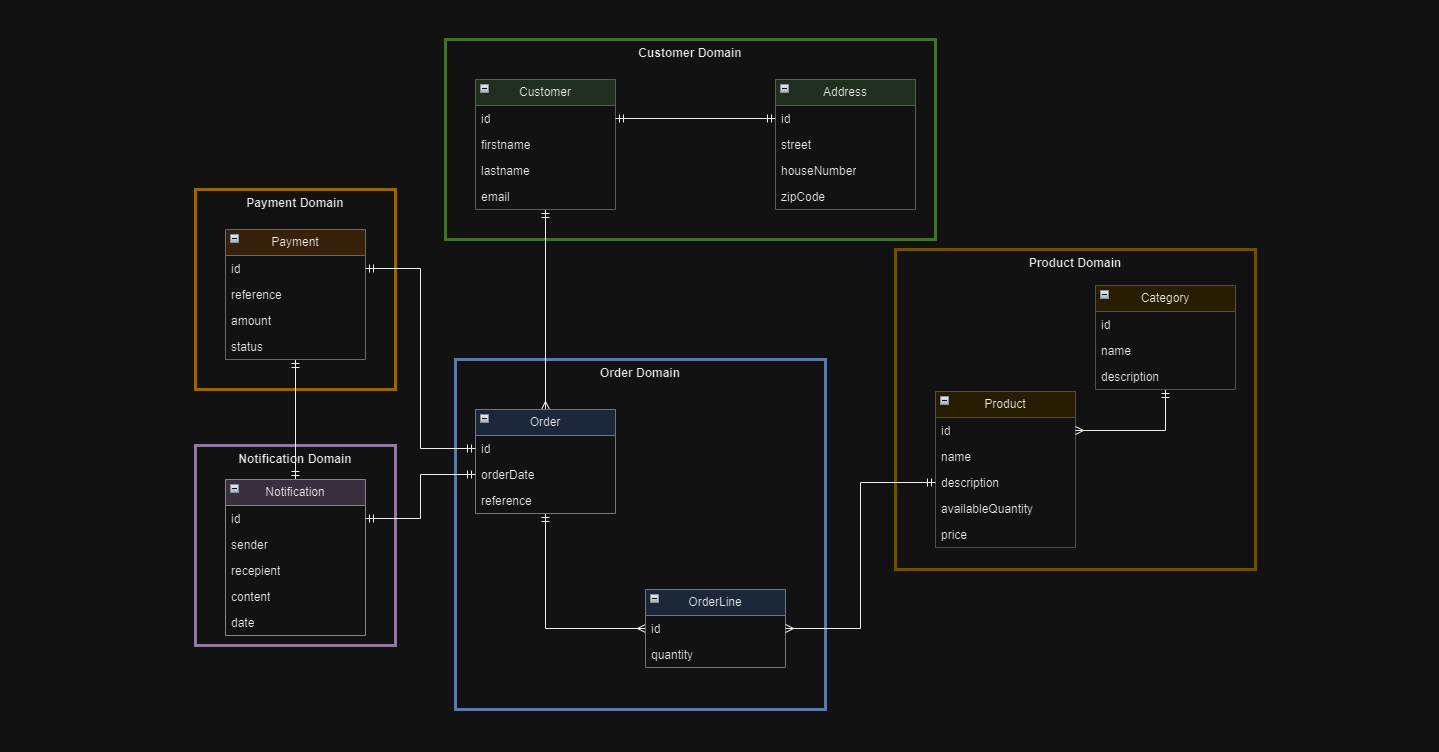 Customer Domain
Customer
id
firstname
lastname
email
Address
id
street
houseNumber
zipCode
Payment Domain
Payment
id
reference
amount
status
Product Domain
Category
id
name
description
Product
id
name
description
availableQuantity
price
Order Domain
Order
id
orderDate
reference
OrderLine
id
quantity
Notification Domain
Notification
id
sender
recepient
content
date